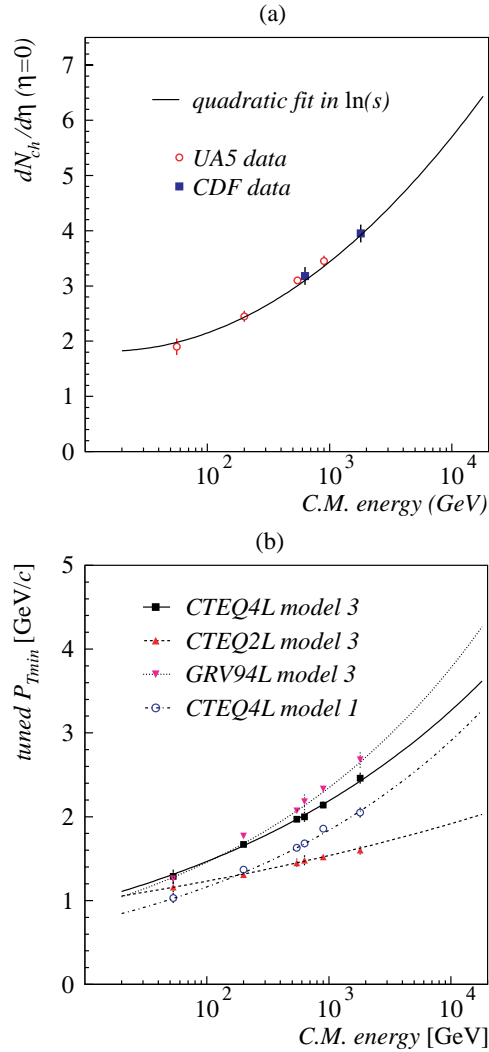 (a)
dN_ch/dη (η=0)
7
6
5
4
3
2
1
0
quadratic fit in ln(s)
UA5 data
CDF data
10^2
10^3
10^4
C.M. energy (GeV)
(b)
tuned P_Tmin [GeV/c]
5
4
3
2
1
0
CTEQ4L model 3
CTEQ2L model 3
GRV94L model 3
CTEQ4L model 1
10^2
10^3
10^4
C.M. energy [GeV]